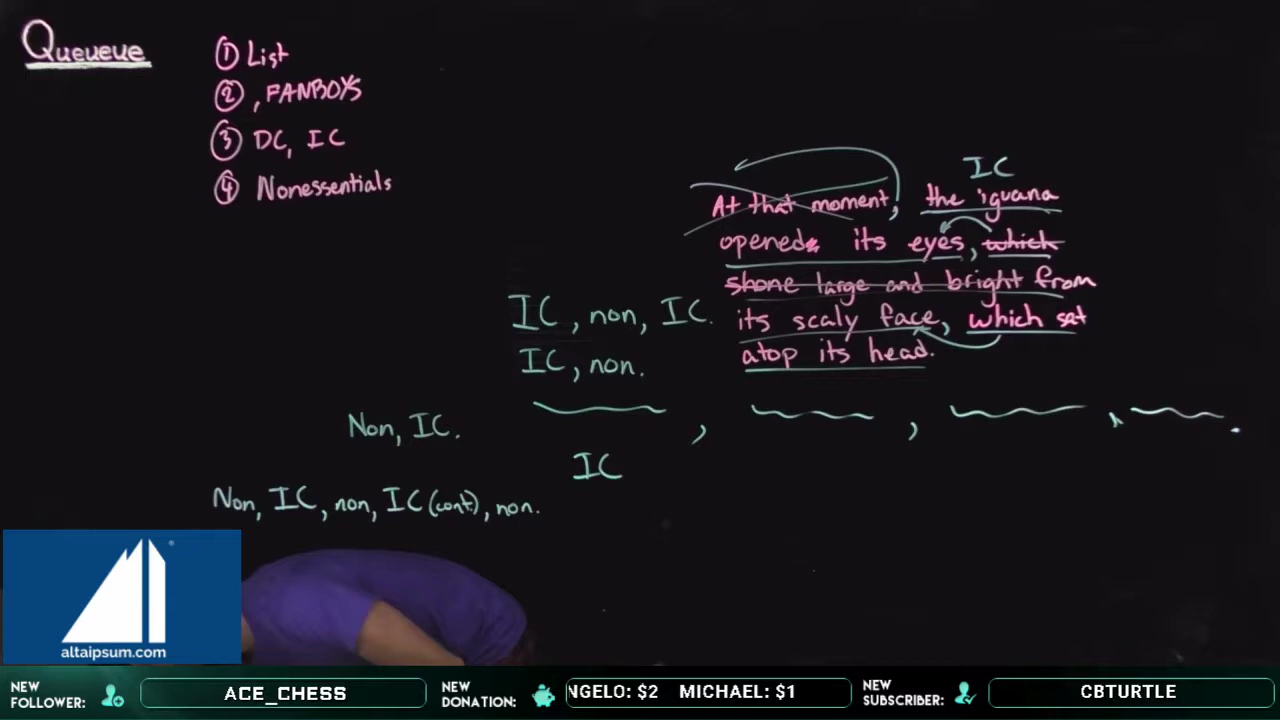 Queueue
① List
② , FANBOYS
③ DC, IC
④ Nonessentials
IC
At that moment, the iguana
opened its eyes, which
shone large and bright from
its scaly face, which sat
atop its head.
IC, non, IC.
IC, non.
Non, IC.
, , , .
IC
Non, IC, non, IC (cont.), non.
altaipsum.com
NEW FOLLOWER: ACE_CHESS NEW DONATION: NGELO: $2 MICHAEL: $1 NEW SUBSCRIBER: CBTURTLE